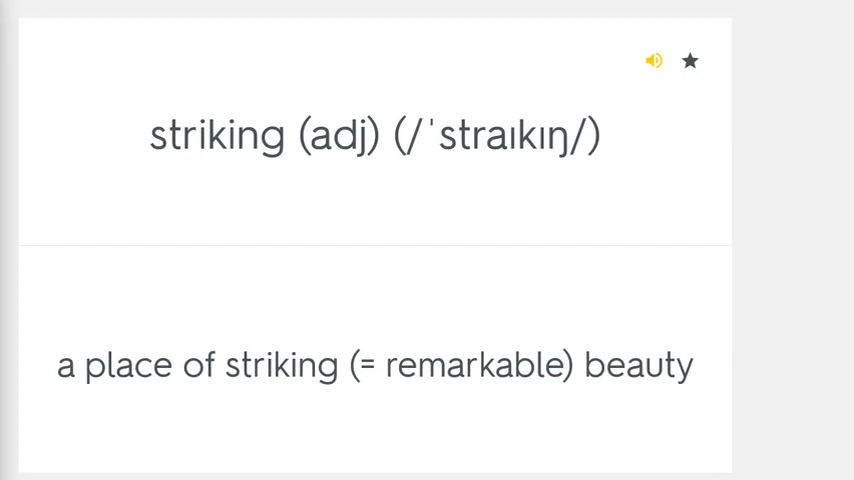 striking (adj) (/ˈstraɪkɪŋ/)
a place of striking (= remarkable) beauty